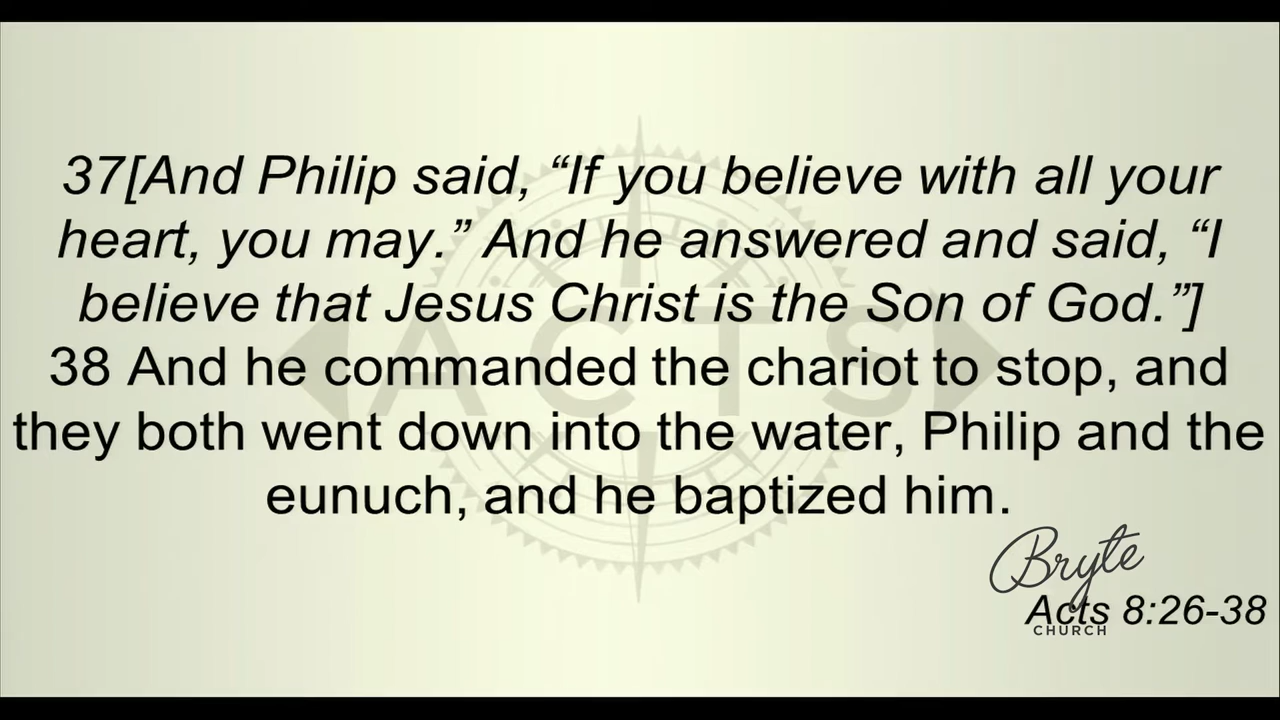 37[And Philip said, “If you believe with all your
heart, you may.” And he answered and said, “I
believe that Jesus Christ is the Son of God.”]
38 And he commanded the chariot to stop, and
they both went down into the water, Philip and the
eunuch, and he baptized him.
ACTS
Bryte
Acts 8:26-38
CHURCH